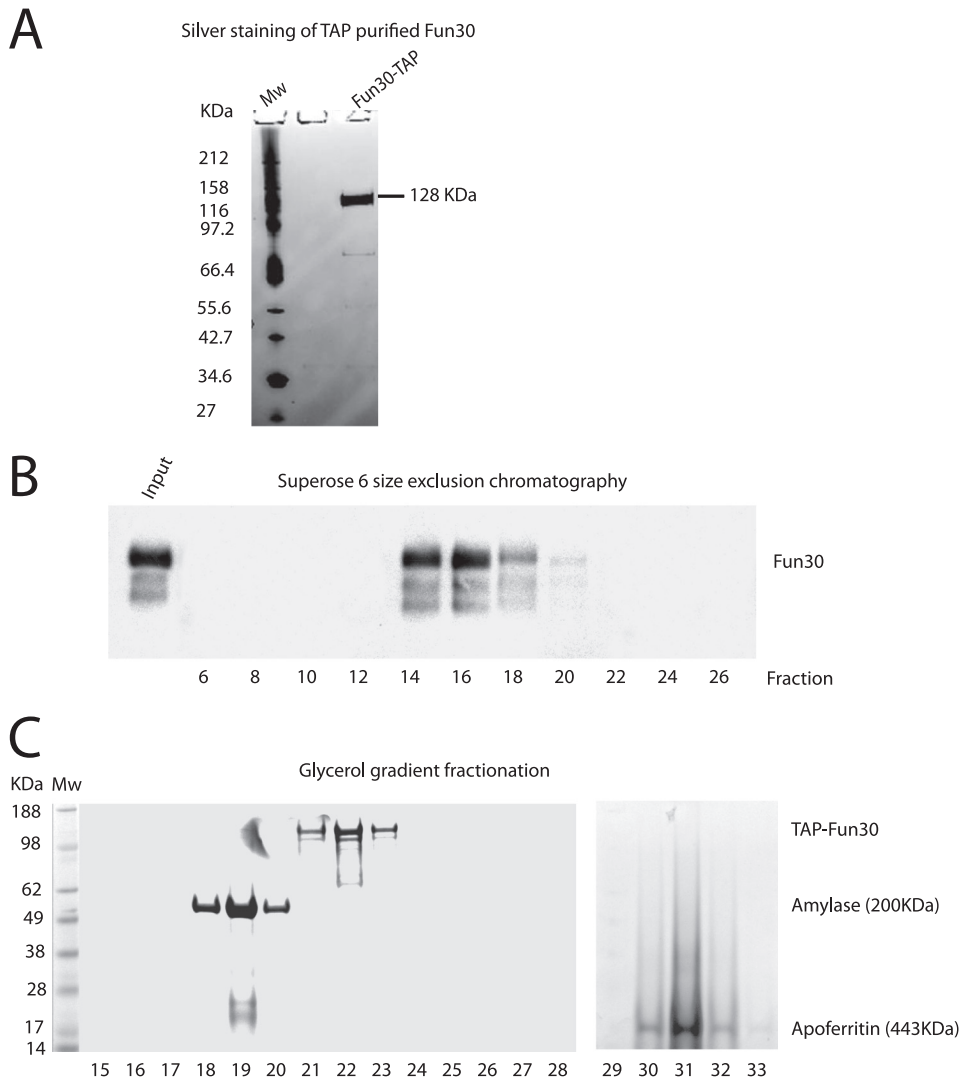 A
Silver staining of TAP purified Fun30
KDa
Mw
Fun30-TAP
212
158
116
97.2
66.4
55.6
42.7
34.6
27
128 KDa
B
Input
Superose 6 size exclusion chromatography
Fun30
6 8 10 12 14 16 18 20 22 24 26 Fraction
C
Glycerol gradient fractionation
KDa Mw
188
98
62
49
38
28
17
14
TAP-Fun30
Amylase (200KDa)
Apoferritin (443KDa)
15 16 17 18 19 20 21 22 23 24 25 26 27 28 29 30 31 32 33